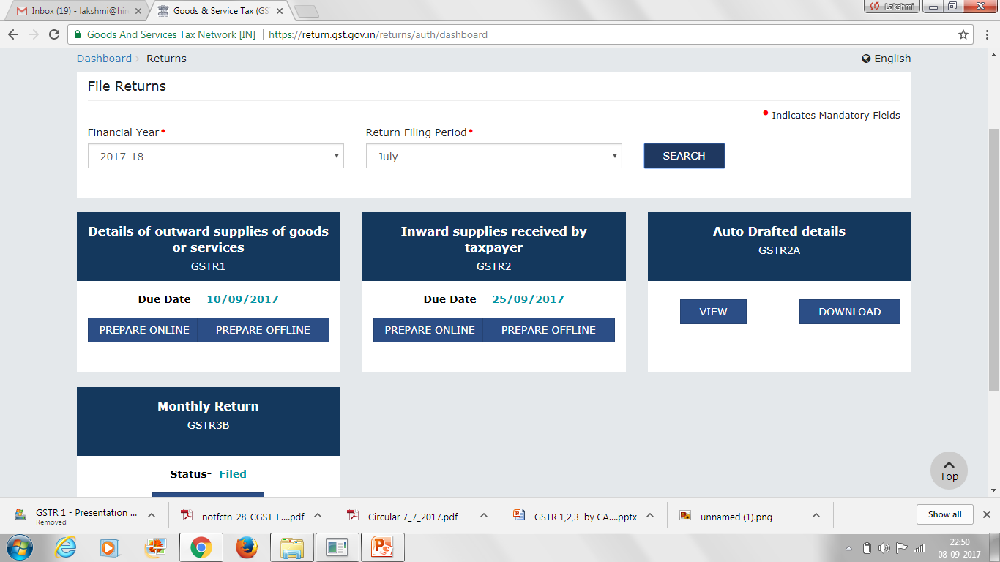 Inbox (19) - lakshmi@hin
Goods & Service Tax (GS
Lakshmi
Goods And Services Tax Network [IN]
https://return.gst.gov.in/returns/auth/dashboard
Dashboard > Returns
English
File Returns
• Indicates Mandatory Fields
Financial Year •
Return Filing Period •
2017-18
July
SEARCH
Details of outward supplies of goods
or services
GSTR1
Due Date - 10/09/2017
PREPARE ONLINE
PREPARE OFFLINE
Inward supplies received by
taxpayer
GSTR2
Due Date - 25/09/2017
PREPARE ONLINE
PREPARE OFFLINE
Auto Drafted details
GSTR2A
VIEW
DOWNLOAD
Monthly Return
GSTR3B
Status- Filed
Top
GSTR 1 - Presentation ...
Removed
notfctn-28-CGST-L....pdf
Circular 7_7_2017.pdf
GSTR 1,2,3 by CA....pptx
unnamed (1).png
Show all
22:50
08-09-2017